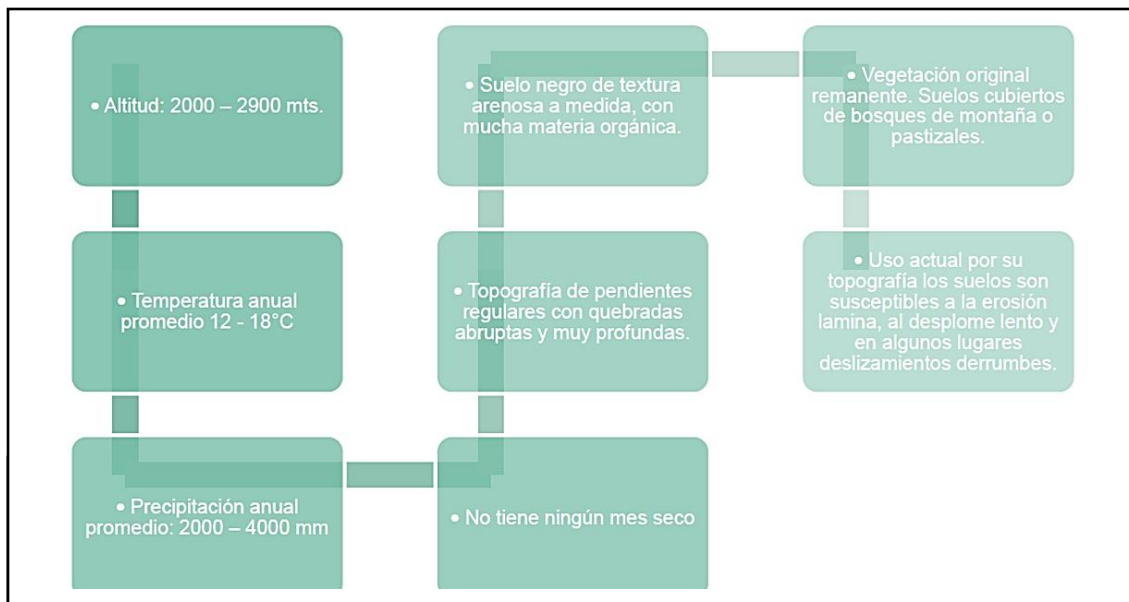 • Altitud: 2000 – 2900 mts.
• Temperatura anual
promedio 12 - 18°C
• Precipitación anual
promedio: 2000 – 4000 mm
• No tiene ningún mes seco
• Topografía de pendientes
regulares con quebradas
abruptas y muy profundas.
• Suelo negro de textura
arenosa a medida, con
mucha materia orgánica.
• Vegetación original
remanente. Suelos cubiertos
de bosques de montaña o
pastizales.
• Uso actual por su
topografía los suelos son
susceptibles a la erosión
lamina, al desplome lento y
en algunos lugares
deslizamientos derrumbes.